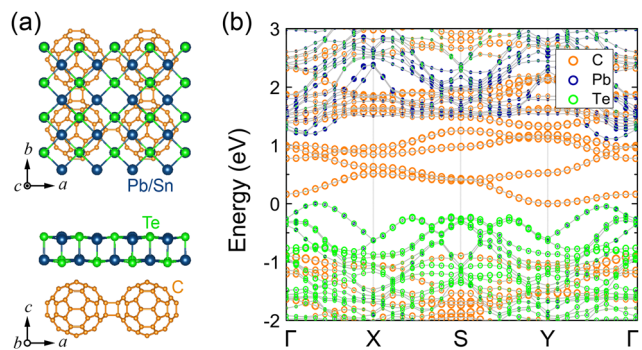 (a)
b
c
a
Pb/Sn
Te
c
b
a
C
(b)
Energy (eV)
3
2
1
0
-1
-2
C
Pb
Te
Γ X S Y Γ